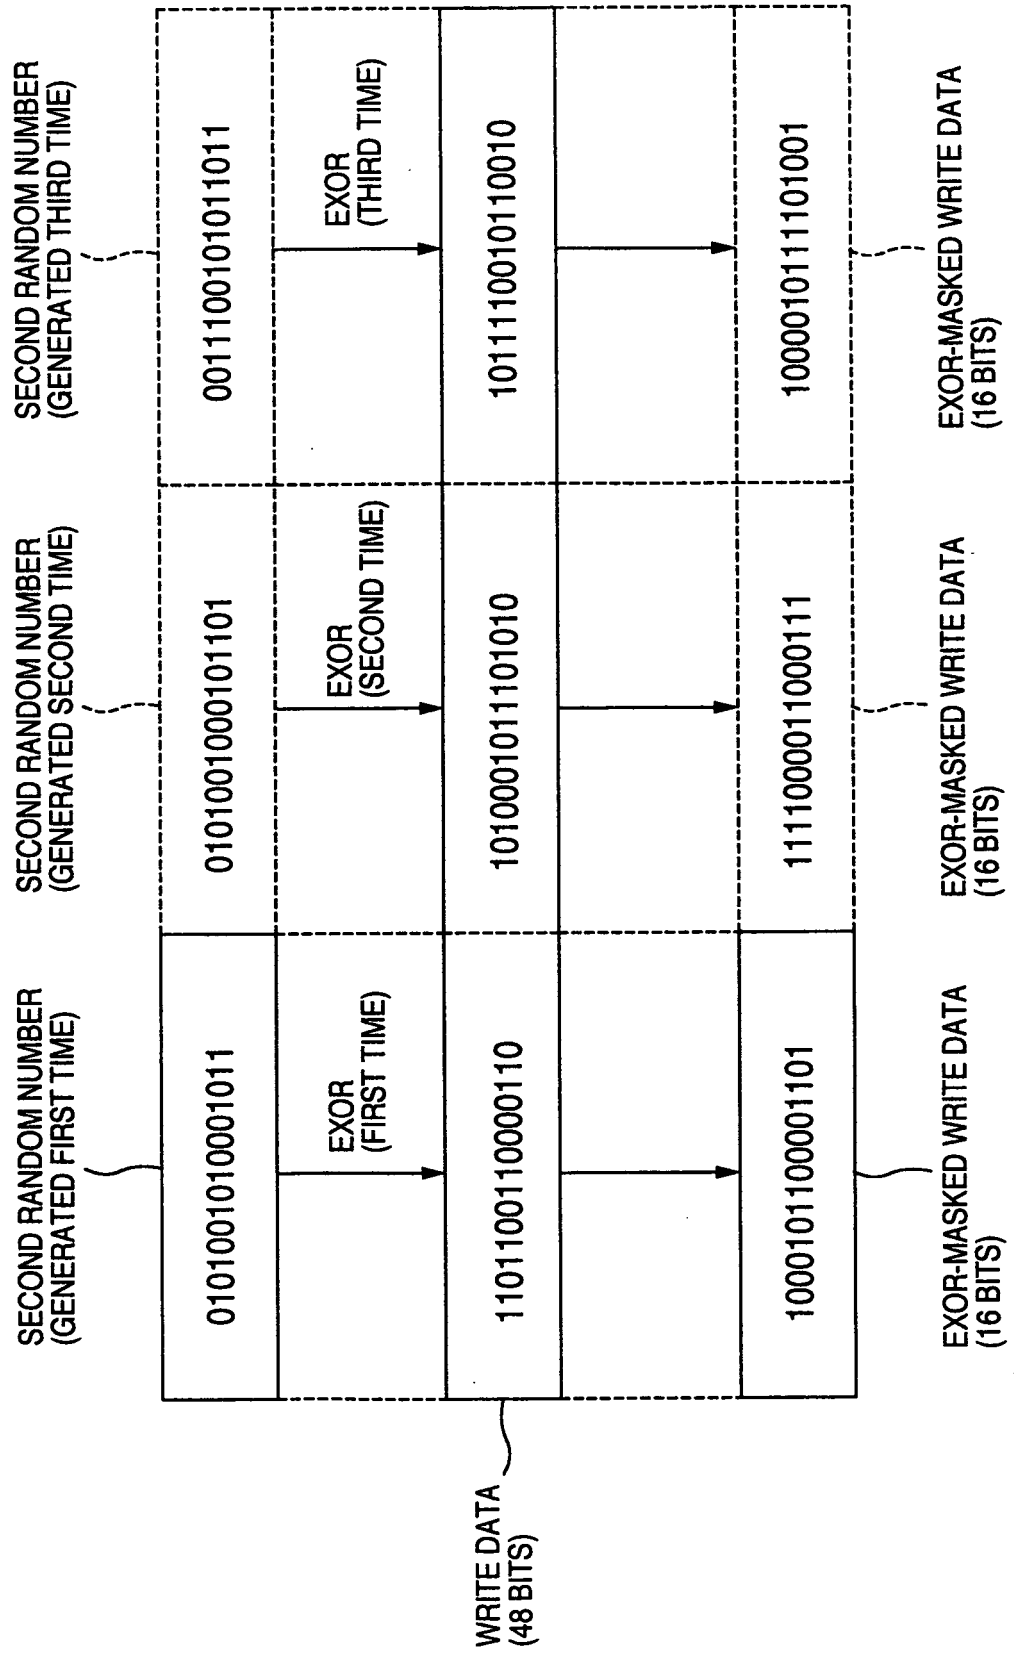 SECOND RANDOM NUMBER
(GENERATED FIRST TIME)
SECOND RANDOM NUMBER
(GENERATED SECOND TIME)
SECOND RANDOM NUMBER
(GENERATED THIRD TIME)
0101001010001011
0101001000101101
0011100101011011
EXOR
(FIRST TIME)
EXOR
(SECOND TIME)
EXOR
(THIRD TIME)
WRITE DATA
(48 BITS)
1101100110000110
1010001011101010
1011110010110010
1000101100001101
1111000011000111
1000010111101001
EXOR-MASKED WRITE DATA
(16 BITS)
EXOR-MASKED WRITE DATA
(16 BITS)
EXOR-MASKED WRITE DATA
(16 BITS)